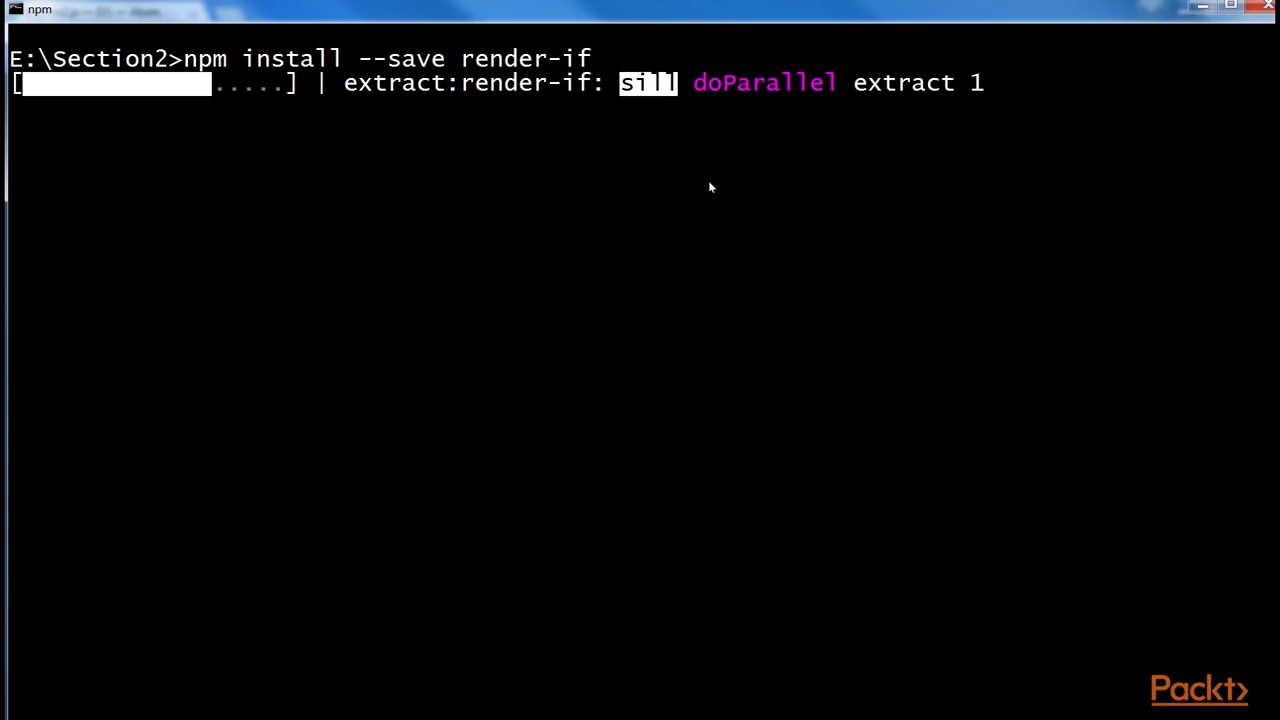 npm
E:\Section2>npm install --save render-if
[.....] | extract:render-if: sill doParallel extract 1
Packt>